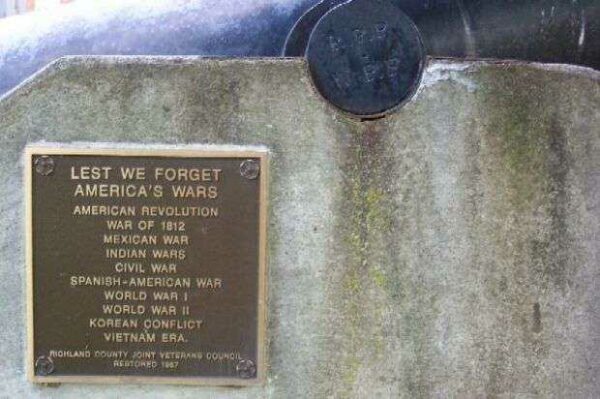 LEST WE FORGET
AMERICA'S WARS
AMERICAN REVOLUTION
WAR OF 1812
MEXICAN WAR
INDIAN WARS
CIVIL WAR
SPANISH-AMERICAN WAR
WORLD WAR I
WORLD WAR II
KOREAN CONFLICT
VIETNAM ERA.
RICHLAND COUNTY JOINT VETERANS COUNCIL
RESTORED 1987